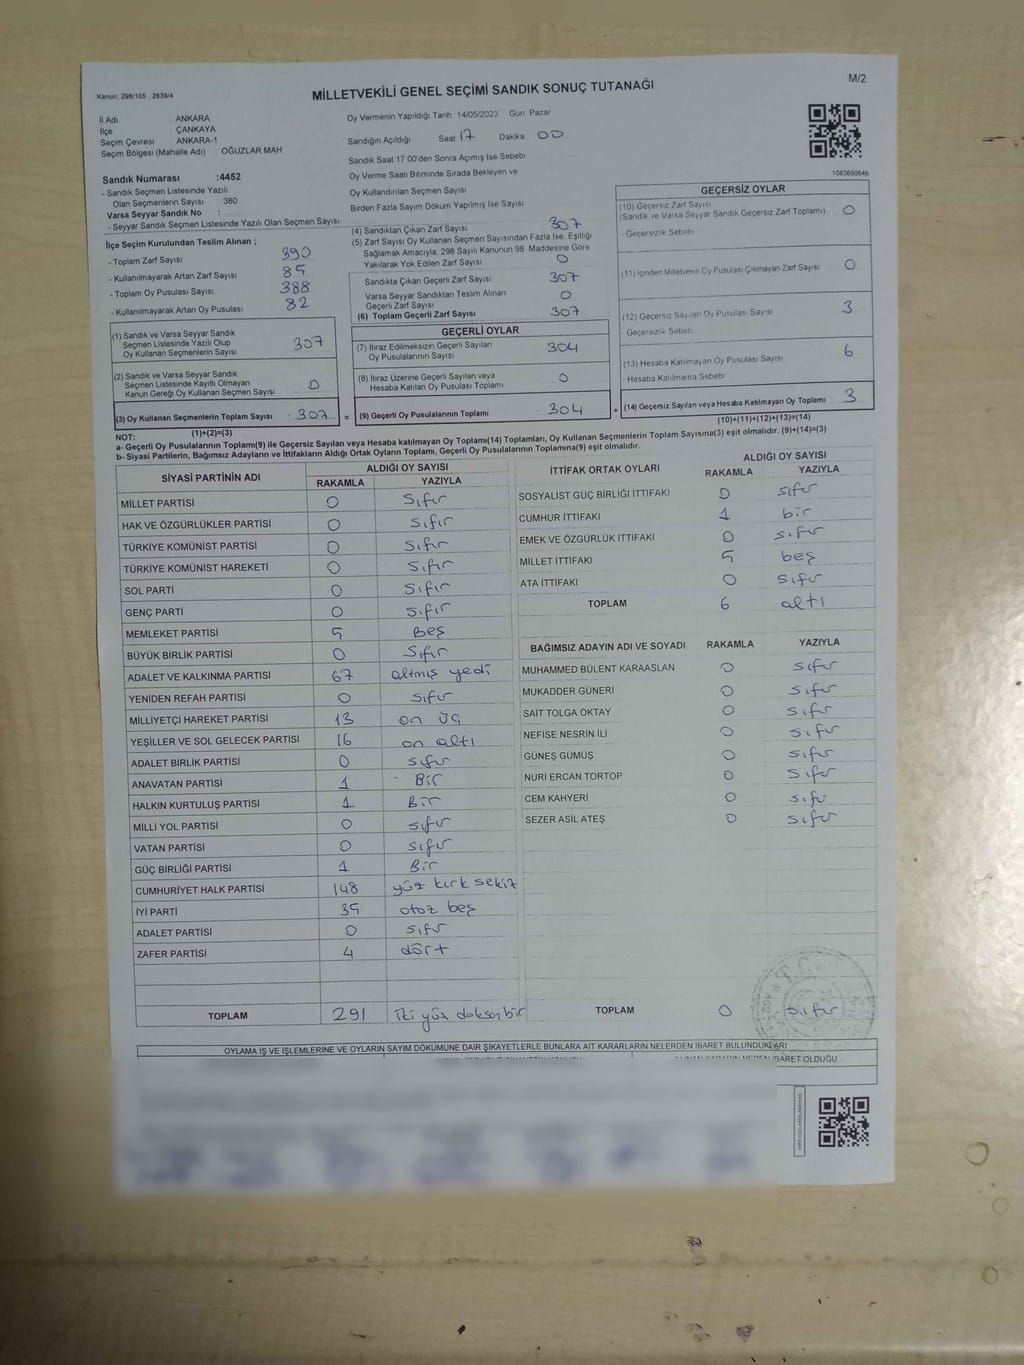 Kanun: 298/105 , 2839/4
MİLLETVEKİLİ GENEL SEÇİMİ SANDIK SONUÇ TUTANAĞI
M/2
İl Adı ANKARA
İlçe ÇANKAYA
Seçim Çevresi ANKARA-1
Seçim Bölgesi (Mahalle Adı) OĞUZLAR MAH
Oy Vermenin Yapıldığı Tarih 14/05/2023 Gün Pazar
Sandığın Açıldığı Saat 17 Dakika 00
Sandık Saat 17 00'den Sonra Açımış İse Sebebi
Oy Verme Saati Bitiminde Sırada Bekleyen ve
Oy Kullandırılan Seçmen Sayısı
Birden Fazla Sayım Döküm Yapılmış İse Sayısı
1083690646
Sandık Numarası :4452
- Sandık Seçmen Listesinde Yazılı
Olan Seçmenlerin Sayısı 380
Varsa Seyyar Sandık No :
- Seyyar Sandık Seçmen Listesinde Yazılı Olan Seçmen Sayısı
İlçe Seçim Kurulundan Teslim Alınan ;
- Toplam Zarf Sayısı 390
- Kullanılmayarak Artan Zarf Sayısı 85
- Toplam Oy Pusulası Sayısı 388
- Kullanılmayarak Artan Oy Pusulası 82
(4) Sandıktan Çıkan Zarf Sayısı 307
(5) Zarf Sayısı Oy Kullanan Seçmen Sayısından Fazla İse, Eşitliği
Sağlamak Amacıyla, 298 Sayılı Kanunun 98. Maddesine Göre
Yakılarak Yok Edilen Zarf Sayısı 0
Sandıkta Çıkan Geçerli Zarf Sayısı 307
Varsa Seyyar Sandıktan Teslim Alınan
Geçerli Zarf Sayısı 0
(6) Toplam Geçerli Zarf Sayısı 307
GEÇERSİZ OYLAR
(10) Geçersiz Zarf Sayısı
(Sandık ve Varsa Seyyar Sandık Geçersiz Zarf Toplamı) 0
- Geçersizlik Sebebi
(11) İçinden Milletvekili Oy Pusulası Çıkmayan Zarf Sayısı 0
(12) Geçersiz Sayılan Oy Pusulası Sayısı 3
Geçersizlik Sebebi
(13) Hesaba Katılmayan Oy Pusulası Sayısı 6
- Hesaba Katılmama Sebebi
(14) Geçersiz Sayılan veya Hesaba Katılmayan Oy Toplamı 3
(10)+(11)+(12)+(13)=(14)
(1) Sandık ve Varsa Seyyar Sandık
Seçmen Listesinde Yazılı Olup
Oy Kullanan Seçmenlerin Sayısı 307
(2) Sandık ve Varsa Seyyar Sandık
Seçmen Listesinde Kayıtlı Olmayan
Kanun Gereği Oy Kullanan Seçmen Sayısı 0
(3) Oy Kullanan Seçmenlerin Toplam Sayısı 307 =
(1)+(2)=(3)
GEÇERLİ OYLAR
(7) İtiraz Edilmeksizin Geçerli Sayılan
Oy Pusulalarının Sayısı 304
(8) İtiraz Üzerine Geçerli Sayılan veya
Hesaba Katılan Oy Pusulası Toplamı 0
(9) Geçerli Oy Pusulalarının Toplamı 304 +
NOT:
a- Geçerli Oy Pusulalarının Toplamı(9) ile Geçersiz Sayılan veya Hesaba katılmayan Oy Toplamı(14) Toplamları, Oy Kullanan Seçmenlerin Toplam Sayısına(3) eşit olmalıdır. (9)+(14)=(3)
b- Siyasi Partilerin, Bağımsız Adayların ve İttifakların Aldığı Ortak Oyların Toplamı, Geçerli Oy Pusulalarının Toplamına(9) eşit olmalıdır.
SİYASİ PARTİNİN ADI ALDIĞI OY SAYISI
RAKAMLA YAZIYLA
MİLLET PARTİSİ 0 Sıfır
HAK VE ÖZGÜRLÜKLER PARTİSİ 0 Sıfır
TÜRKİYE KOMÜNİST PARTİSİ 0 Sıfır
TÜRKİYE KOMÜNİST HAREKETİ 0 Sıfır
SOL PARTİ 0 Sıfır
GENÇ PARTİ 0 Sıfır
MEMLEKET PARTİSİ 5 Beş
BÜYÜK BİRLİK PARTİSİ 0 Sıfır
ADALET VE KALKINMA PARTİSİ 67 altmış yedi
YENİDEN REFAH PARTİSİ 0 sıfır
MİLLİYETÇİ HAREKET PARTİSİ 13 on üç
YEŞİLLER VE SOL GELECEK PARTİSİ 16 on altı
ADALET BİRLİK PARTİSİ 0 sıfır
ANAVATAN PARTİSİ 1 Bir
HALKIN KURTULUŞ PARTİSİ 1 Bir
MİLLİ YOL PARTİSİ 0 sıfır
VATAN PARTİSİ 0 sıfır
GÜÇ BİRLİĞİ PARTİSİ 1 Bir
CUMHURİYET HALK PARTİSİ 148 yüz kırk sekiz
İYİ PARTİ 35 otoz beş
ADALET PARTİSİ 0 sıfır
ZAFER PARTİSİ 4 dört
TOPLAM 291 iki yüz doksan bir
İTTİFAK ORTAK OYLARI ALDIĞI OY SAYISI
RAKAMLA YAZIYLA
SOSYALİST GÜÇ BİRLİĞİ İTTİFAKI 0 sıfır
CUMHUR İTTİFAKI 1 bir
EMEK VE ÖZGÜRLÜK İTTİFAKI 0 sıfır
MİLLET İTTİFAKI 5 beş
ATA İTTİFAKI 0 sıfır
TOPLAM 6 altı
BAĞIMSIZ ADAYIN ADI VE SOYADI RAKAMLA YAZIYLA
MUHAMMED BÜLENT KARAASLAN 0 sıfır
MUKADDER GÜNERİ 0 sıfır
SAİT TOLGA OKTAY 0 sıfır
NEFİSE NESRİN İLİ 0 sıfır
GÜNEŞ GÜMÜŞ 0 sıfır
NURİ ERCAN TORTOP 0 sıfır
CEM KAHYERİ 0 sıfır
SEZER ASİL ATEŞ 0 sıfır
TOPLAM 0 sıfır
OYLAMA İŞ VE İŞLEMLERİNE VE OYLARIN SAYIM DÖKÜMÜNE DAİR ŞİKAYETLERLE BUNLARA AİT KARARLARIN NELERDEN İBARET BULUNDUKLARI
İBARET OLDUĞU